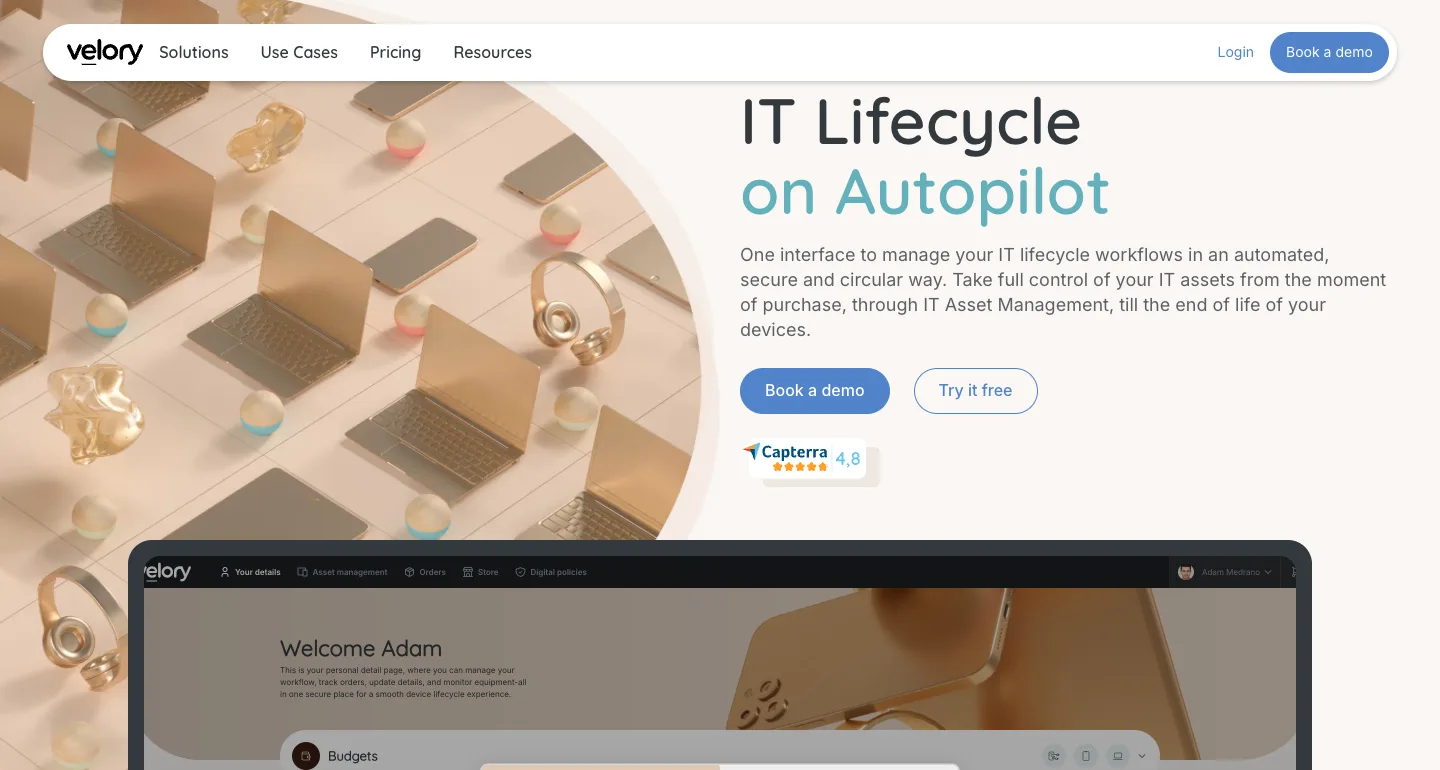 velory Solutions Use Cases Pricing Resources Login Book a demo
IT Lifecycle
on Autopilot
One interface to manage your IT lifecycle workflows in an automated,
secure and circular way. Take full control of your IT assets from the moment
of purchase, through IT Asset Management, till the end of life of your
devices.
Book a demo Try it free
Capterra 4,8
velory Your details Asset management Orders Store Digital policies Adam Medrano
Welcome Adam
This is your personal detail page, where you can manage your
workflow, track orders, update details, and monitor equipment-all
in one secure place for a smooth device lifecycle experience.
Budgets